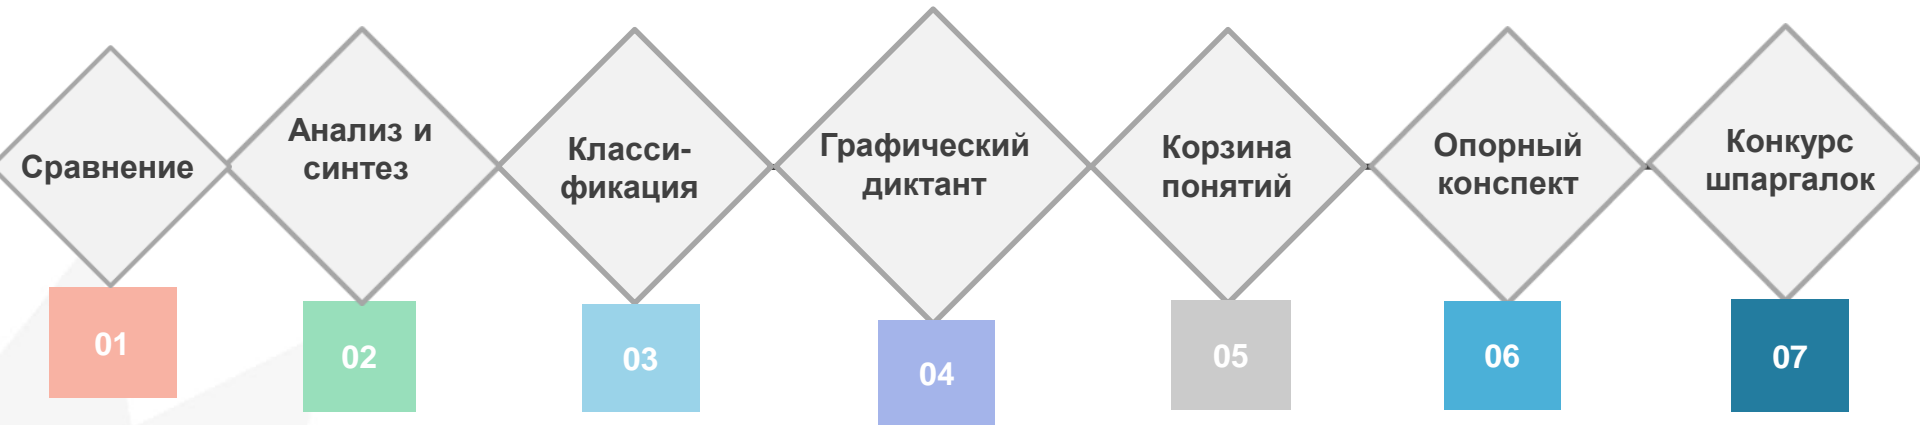 Сравнение
Анализ и
синтез
Класси-
фикация
Графический
диктант
Корзина
понятий
Опорный
конспект
Конкурс
шпаргалок
01
02
03
04
05
06
07